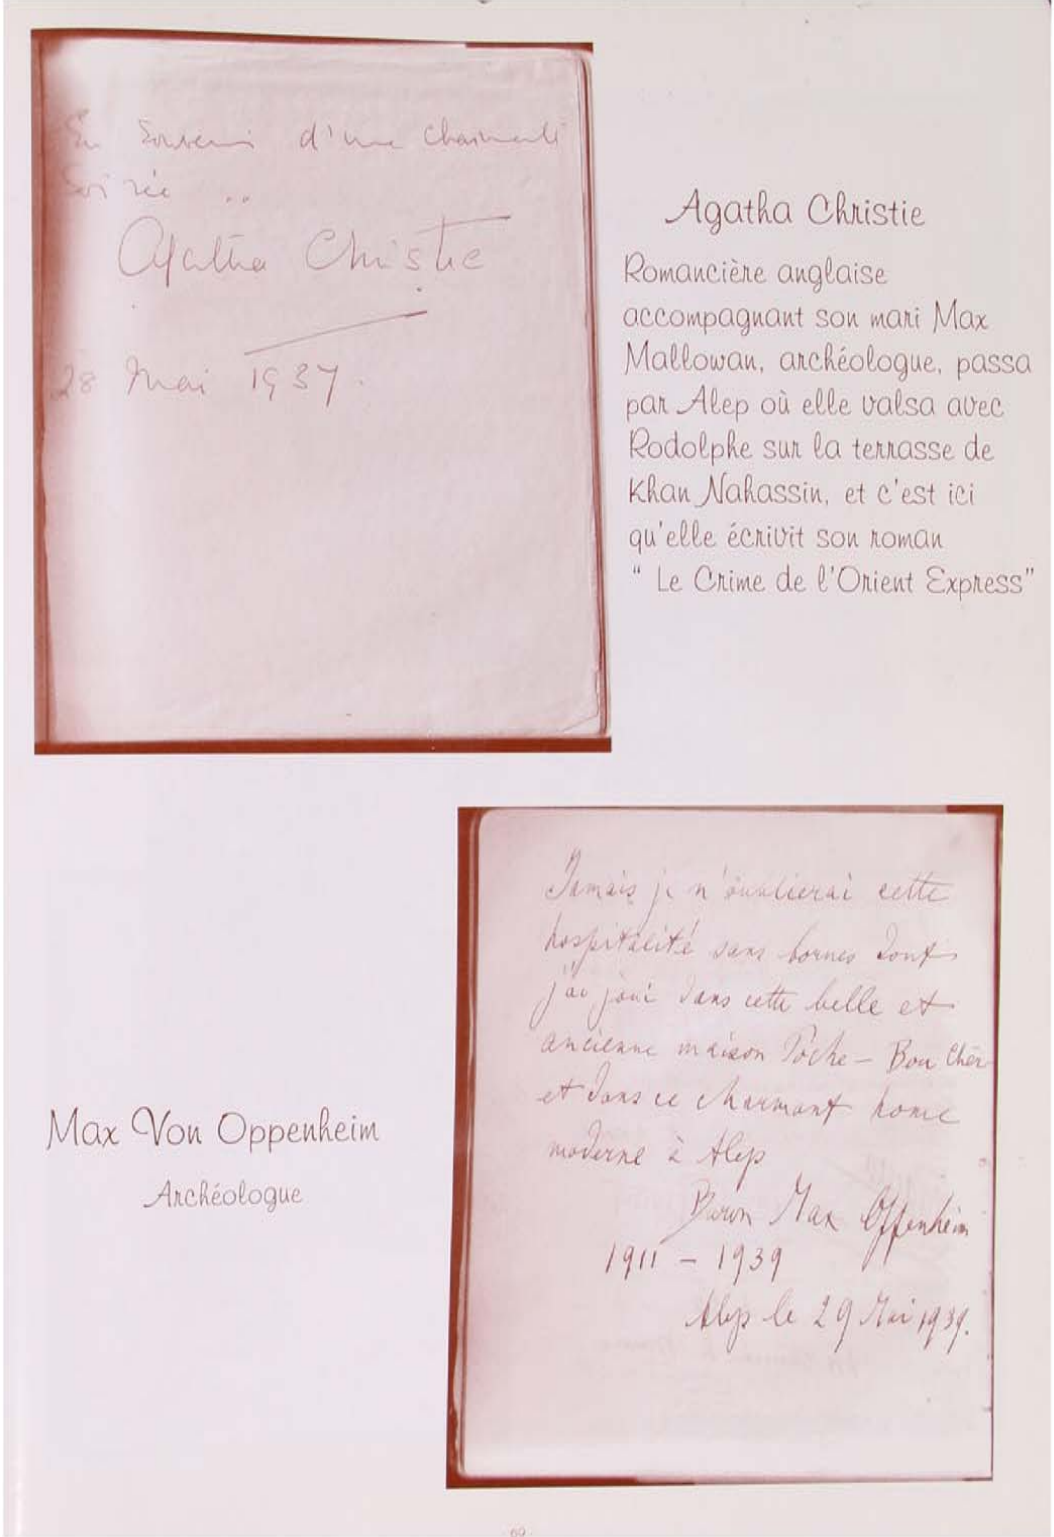 En souvenir d'une charmante
soirée ..
Agatha Christie
28 Mai 1937.
Agatha Christie
Romancière anglaise
accompagnant son mari Max
Mallowan, archéologue, passa
par Alep où elle valsa avec
Rodolphe sur la terrasse de
Khan Nahassin, et c'est ici
qu'elle écrivit son roman
“ Le Crime de l'Orient Express”
Jamais je n'oublierai cette
hospitalité sans bornes dont
j'ai joui dans cette belle et
ancienne maison Poche –
et dans ce charmant home
moderne à Alep
Baron Max Oppenheim
1911 – 1939
Alep le 29 Mai 1939.
Max Von Oppenheim
Archéologue